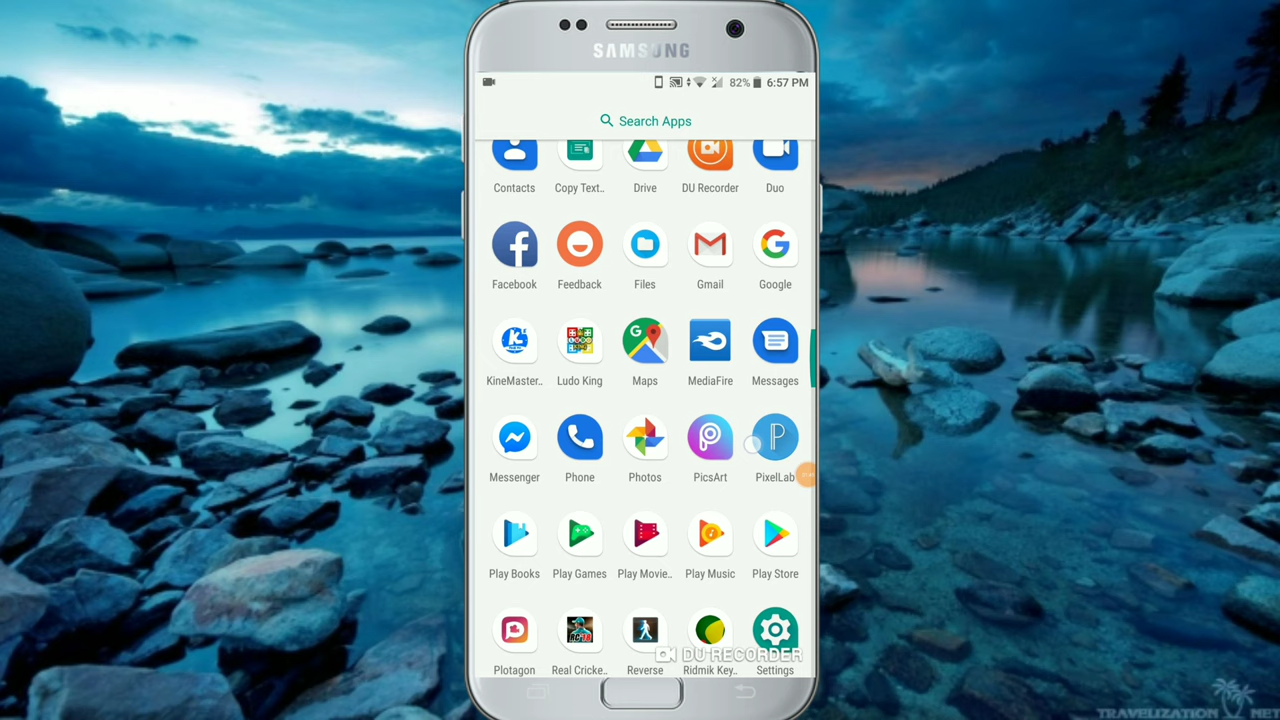 SAMSUNG
82% 6:57 PM
Search Apps
Contacts Copy Text.. Drive DU Recorder Duo
Facebook Feedback Files Gmail Google
KineMaster.. Ludo King Maps MediaFire Messages
Messenger Phone Photos PicsArt PixelLab
Play Books Play Games Play Movie.. Play Music Play Store
Plotagon Real Cricke.. Reverse Ridmik Key.. Settings
DU RECORDER
TRAVELIZATION NET